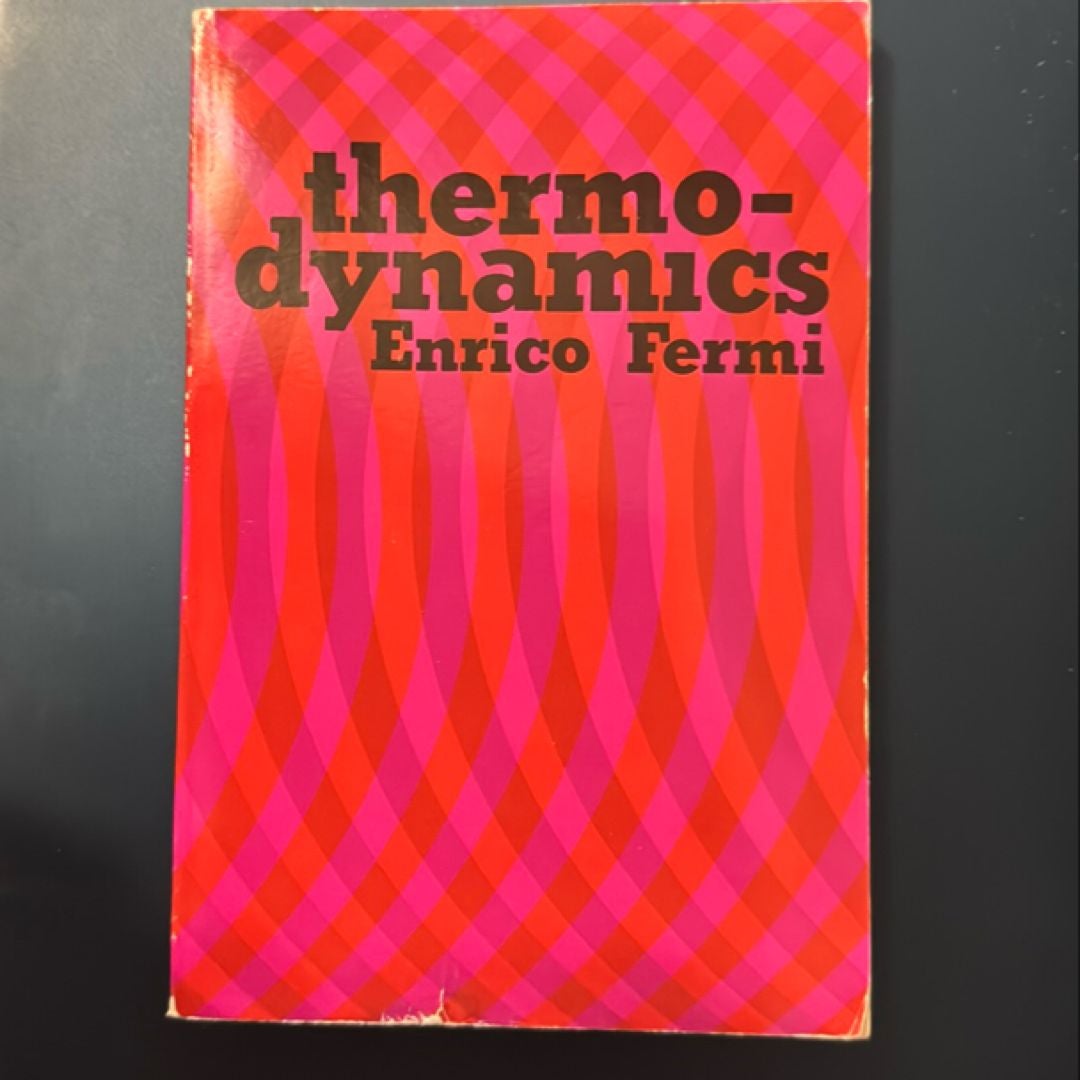 thermo-
dynamics
Enrico Fermi